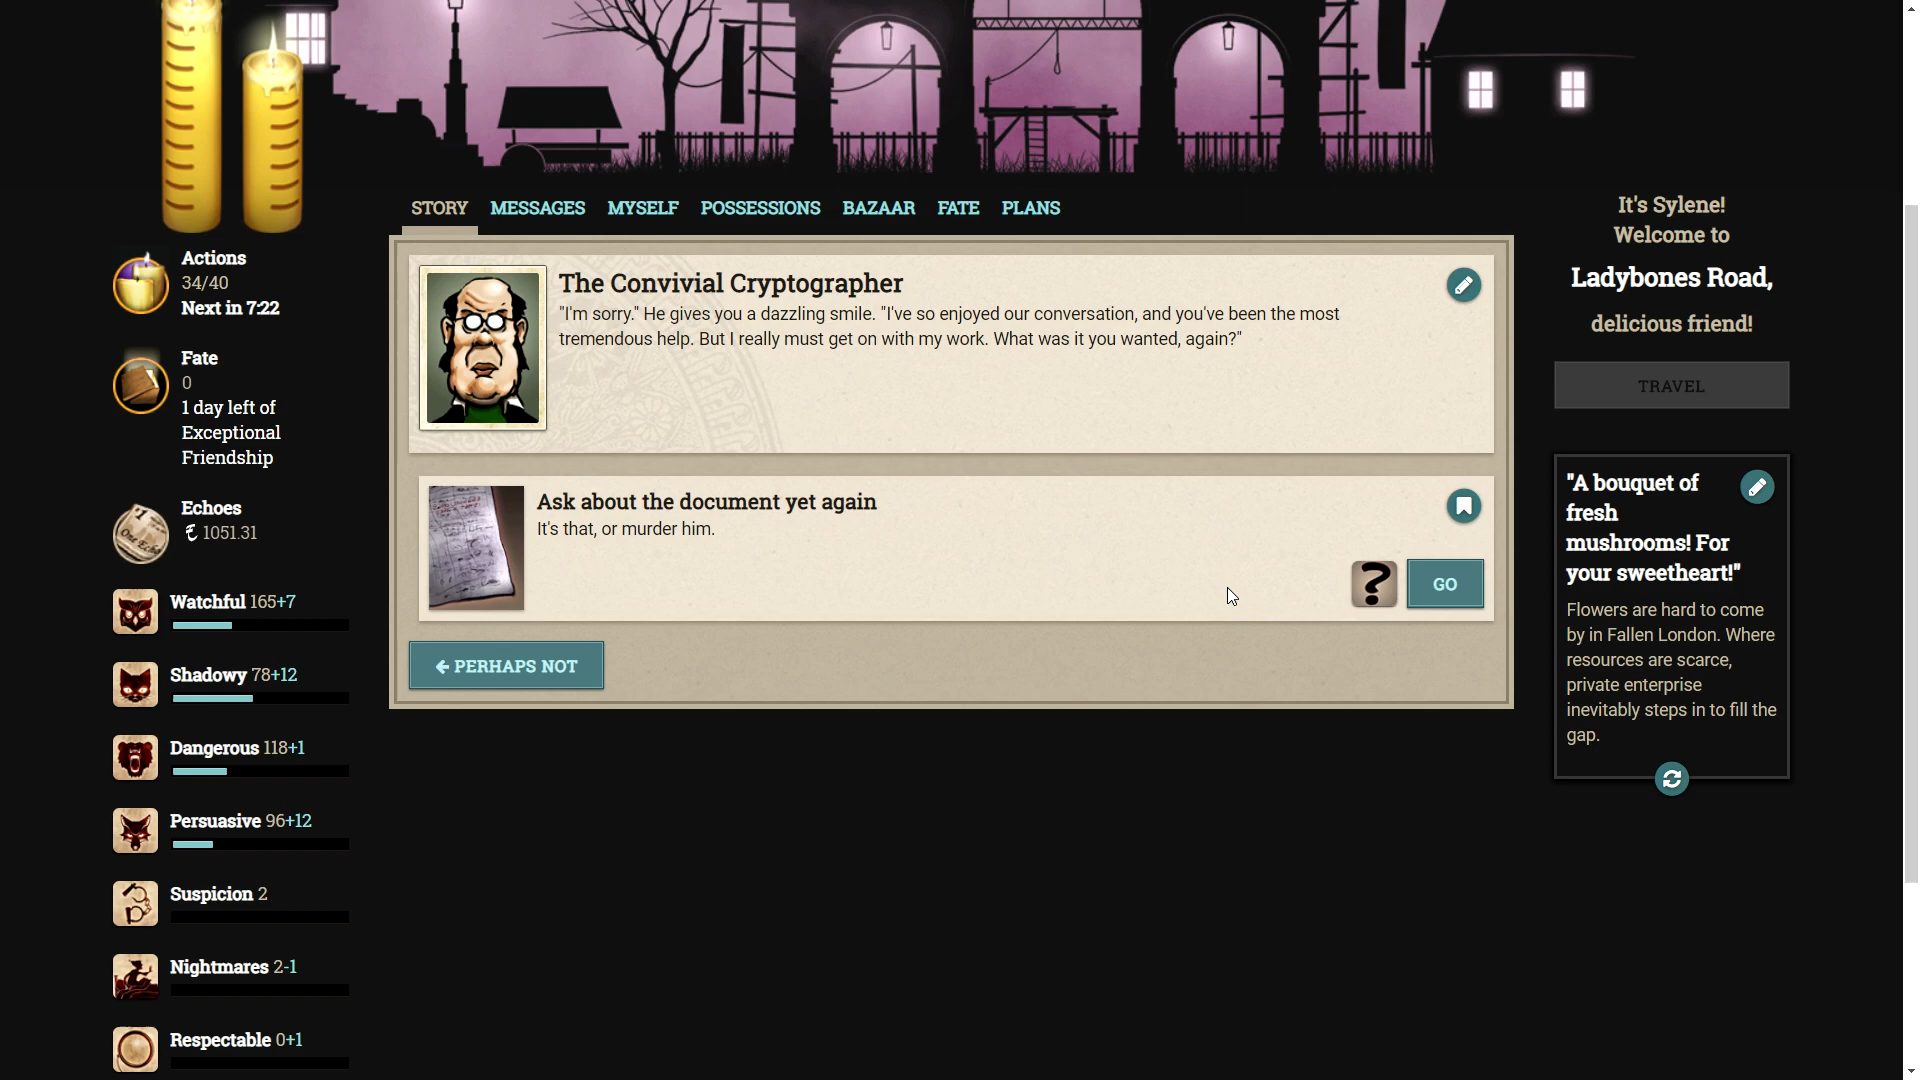 STORY MESSAGES MYSELF POSSESSIONS BAZAAR FATE PLANS
Actions
34/40
Next in 7:22
Fate
0
1 day left of
Exceptional
Friendship
Echoes
1051.31
Watchful 165+7
Shadowy 78+12
Dangerous 118+1
Persuasive 96+12
Suspicion 2
Nightmares 2-1
Respectable 0+1
The Convivial Cryptographer
"I'm sorry." He gives you a dazzling smile. "I've so enjoyed our conversation, and you've been the most
tremendous help. But I really must get on with my work. What was it you wanted, again?"
Ask about the document yet again
It's that, or murder him.
?
GO
PERHAPS NOT
It's Sylene!
Welcome to
Ladybones Road,
delicious friend!
TRAVEL
"A bouquet of
fresh
mushrooms! For
your sweetheart!"
Flowers are hard to come
by in Fallen London. Where
resources are scarce,
private enterprise
inevitably steps in to fill the
gap.